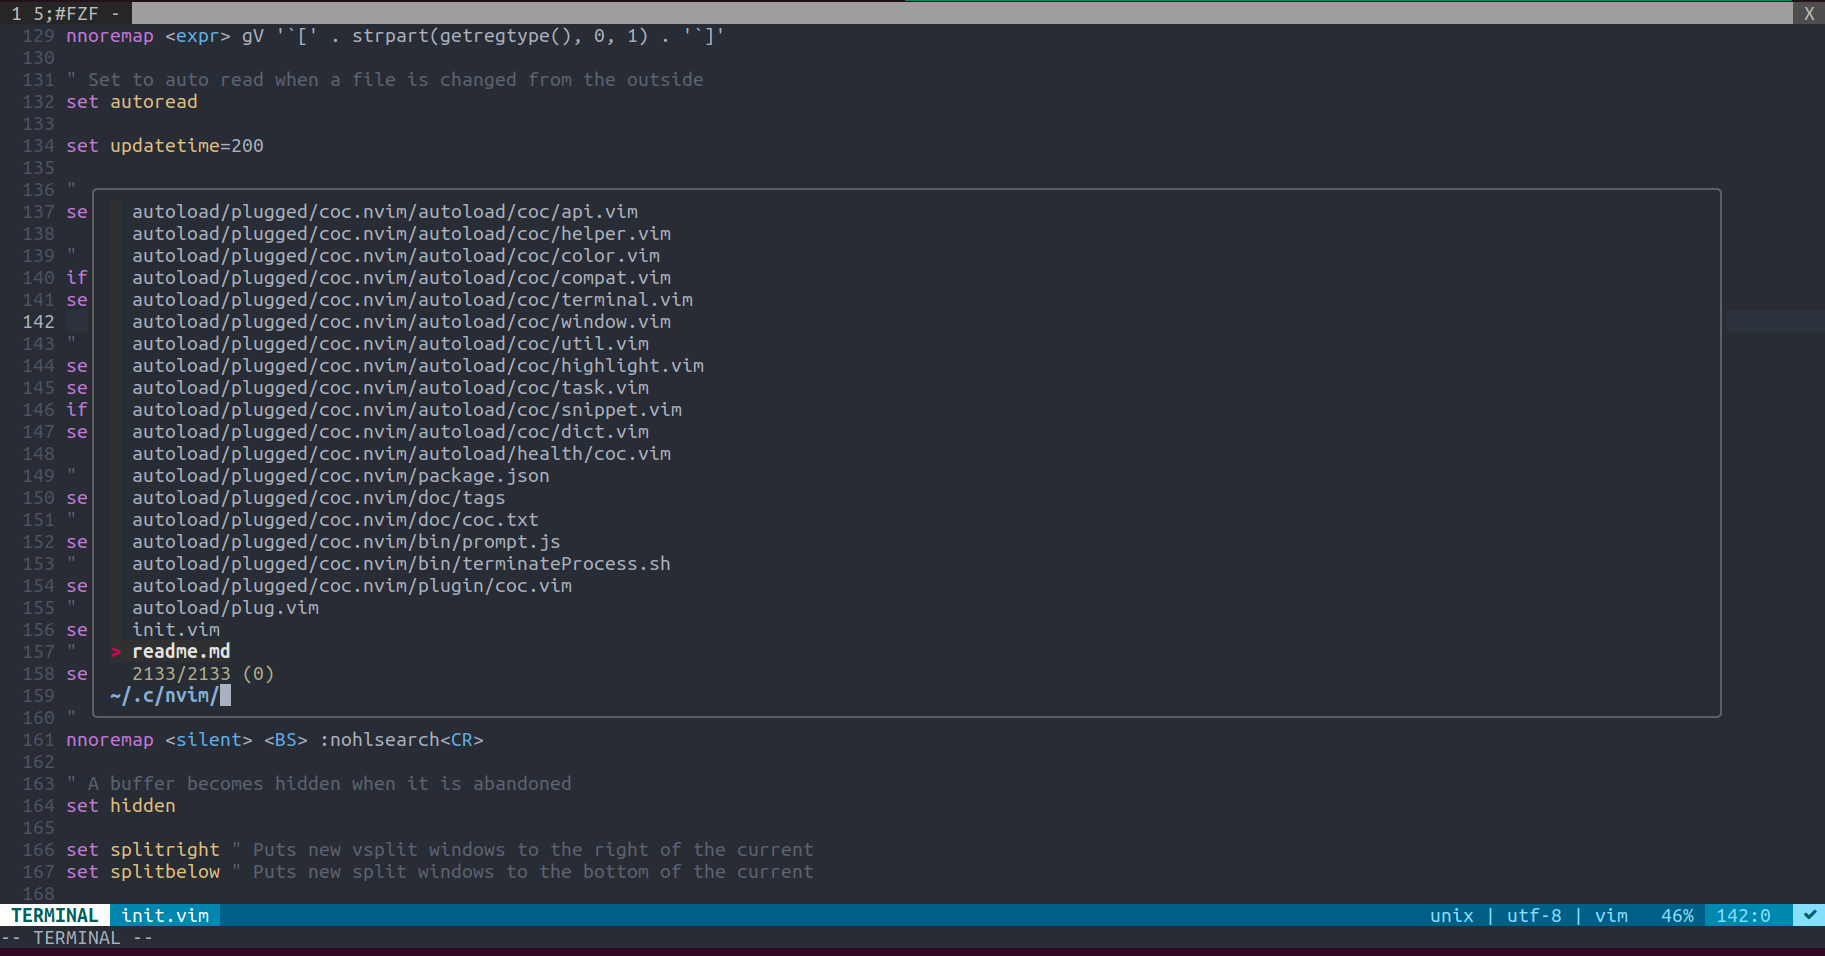 1 5;#FZF - X
129 nnoremap <expr> gV '`[' . strpart(getregtype(), 0, 1) . '`]'
130
131 " Set to auto read when a file is changed from the outside
132 set autoread
133
134 set updatetime=200
135
136 "
137 se autoload/plugged/coc.nvim/autoload/coc/api.vim
138 autoload/plugged/coc.nvim/autoload/coc/helper.vim
139 " autoload/plugged/coc.nvim/autoload/coc/color.vim
140 if autoload/plugged/coc.nvim/autoload/coc/compat.vim
141 se autoload/plugged/coc.nvim/autoload/coc/terminal.vim
142 autoload/plugged/coc.nvim/autoload/coc/window.vim
143 " autoload/plugged/coc.nvim/autoload/coc/util.vim
144 se autoload/plugged/coc.nvim/autoload/coc/highlight.vim
145 se autoload/plugged/coc.nvim/autoload/coc/task.vim
146 if autoload/plugged/coc.nvim/autoload/coc/snippet.vim
147 se autoload/plugged/coc.nvim/autoload/coc/dict.vim
148 autoload/plugged/coc.nvim/autoload/health/coc.vim
149 " autoload/plugged/coc.nvim/package.json
150 se autoload/plugged/coc.nvim/doc/tags
151 " autoload/plugged/coc.nvim/doc/coc.txt
152 se autoload/plugged/coc.nvim/bin/prompt.js
153 " autoload/plugged/coc.nvim/bin/terminateProcess.sh
154 se autoload/plugged/coc.nvim/plugin/coc.vim
155 " autoload/plug.vim
156 se init.vim
157 " > readme.md
158 se 2133/2133 (0)
159 ~/.c/nvim/
160 "
161 nnoremap <silent> <BS> :nohlsearch<CR>
162
163 " A buffer becomes hidden when it is abandoned
164 set hidden
165
166 set splitright " Puts new vsplit windows to the right of the current
167 set splitbelow " Puts new split windows to the bottom of the current
168
TERMINAL init.vim unix | utf-8 | vim 46% 142:0 ✔
-- TERMINAL --